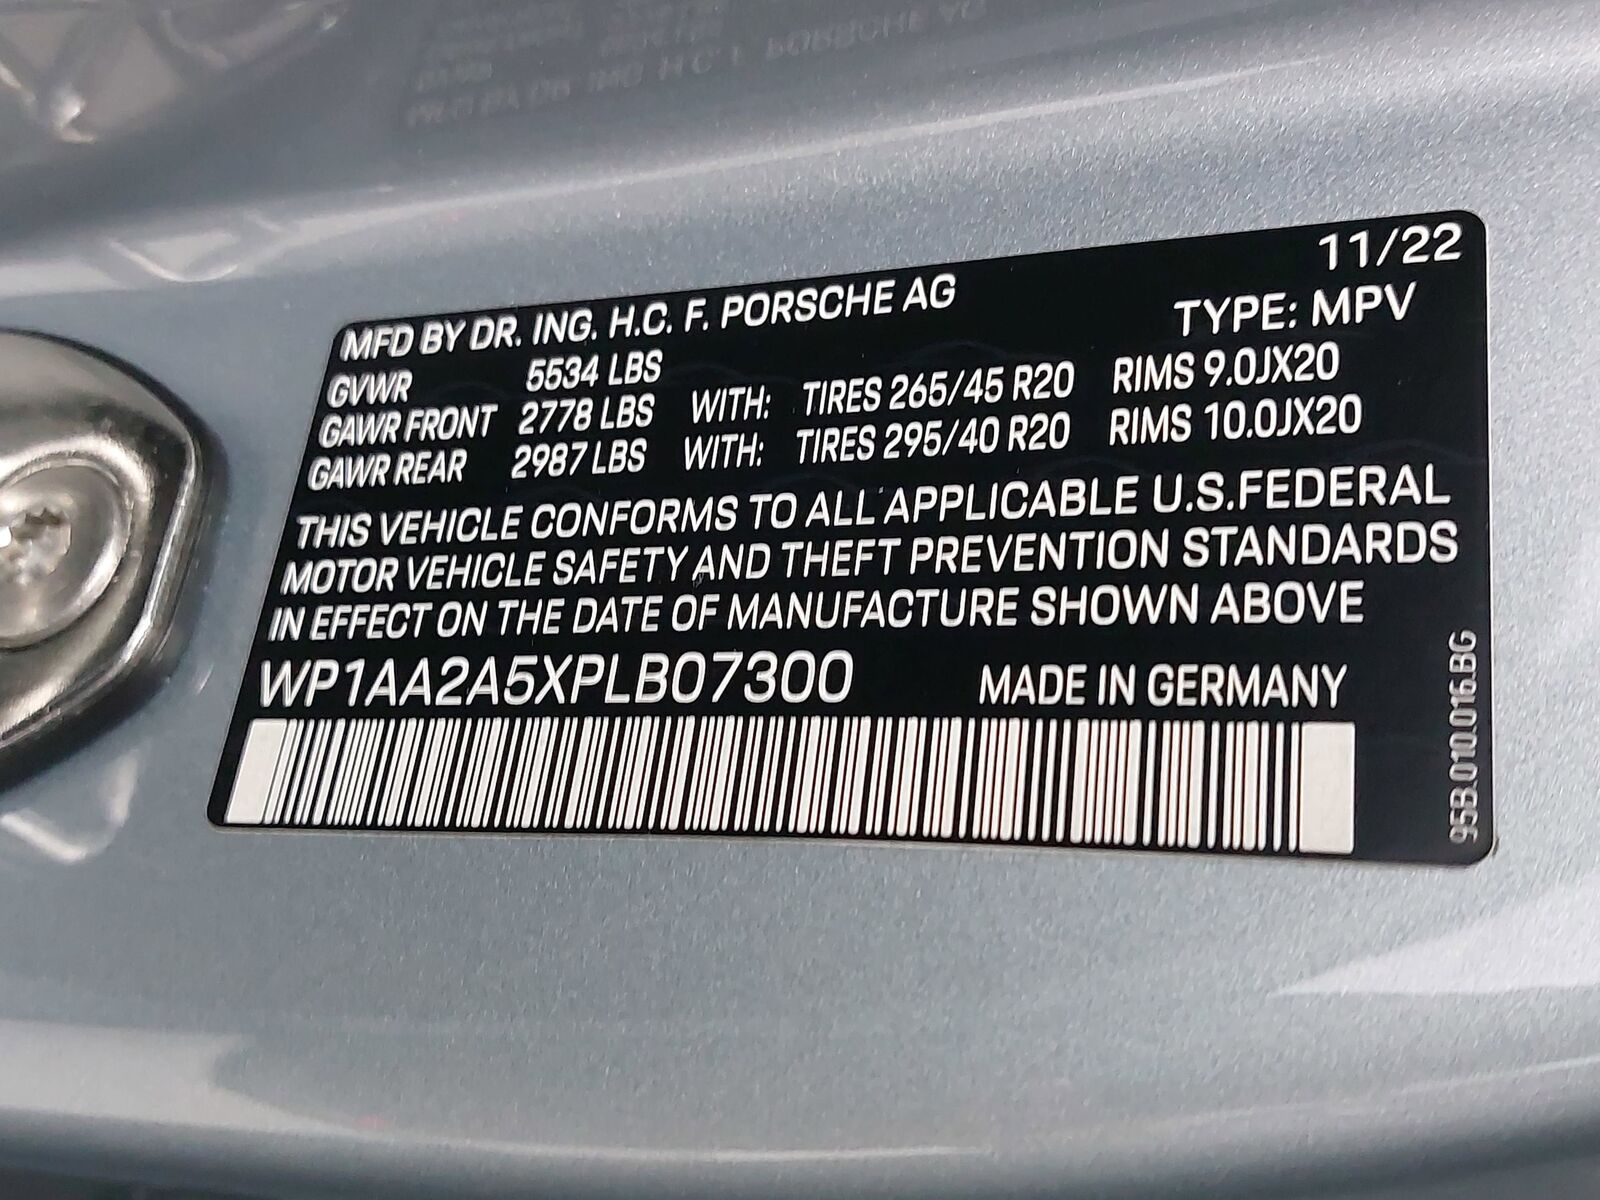 11/22
MFD BY DR. ING. H.C. F. PORSCHE AG
TYPE: MPV
GVWR 5534 LBS
GAWR FRONT 2778 LBS WITH: TIRES 265/45 R20 RIMS 9.0JX20
GAWR REAR 2987 LBS WITH: TIRES 295/40 R20 RIMS 10.0JX20
THIS VEHICLE CONFORMS TO ALL APPLICABLE U.S.FEDERAL
MOTOR VEHICLE SAFETY AND THEFT PREVENTION STANDARDS
IN EFFECT ON THE DATE OF MANUFACTURE SHOWN ABOVE
WP1AA2A5XPLB07300 MADE IN GERMANY
95B.010.016.BG